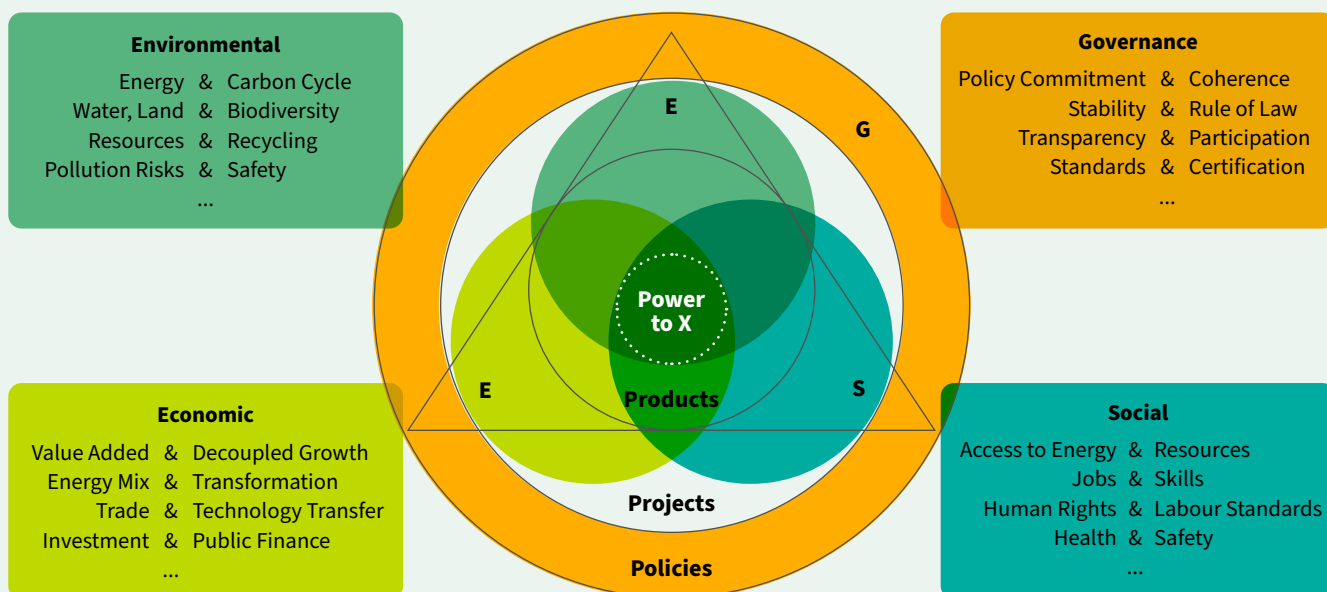 Environmental
Energy & Carbon Cycle
Water, Land & Biodiversity
Resources & Recycling
Pollution Risks & Safety
...
Governance
Policy Commitment & Coherence
Stability & Rule of Law
Transparency & Participation
Standards & Certification
...
E
G
Power
to X
E
S
Products
Projects
Policies
Economic
Value Added & Decoupled Growth
Energy Mix & Transformation
Trade & Technology Transfer
Investment & Public Finance
...
Social
Access to Energy & Resources
Jobs & Skills
Human Rights & Labour Standards
Health & Safety
...